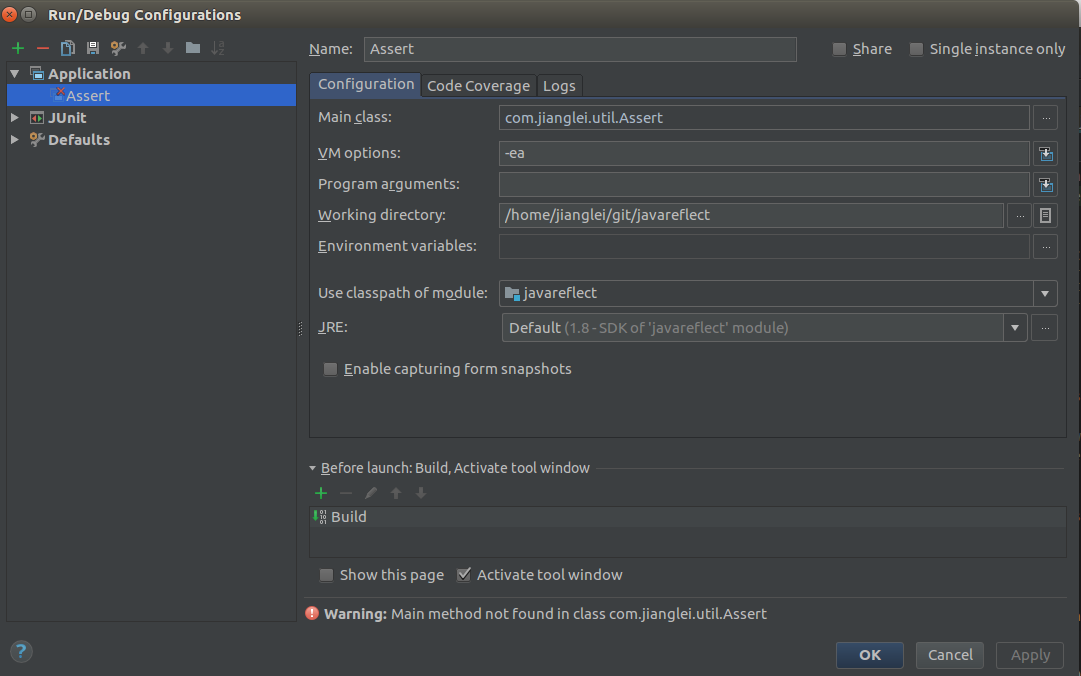 Run/Debug Configurations
Name: Assert Share Single instance only
Application
Assert
JUnit
Defaults
Configuration Code Coverage Logs
Main class: com.jianglei.util.Assert ...
VM options: -ea
Program arguments:
Working directory: /home/jianglei/git/javareflect ...
Environment variables: ...
Use classpath of module: javareflect
JRE: Default (1.8 - SDK of 'javareflect' module) ...
Enable capturing form snapshots
Before launch: Build, Activate tool window
Build
Show this page Activate tool window
Warning: Main method not found in class com.jianglei.util.Assert
? OK Cancel Apply